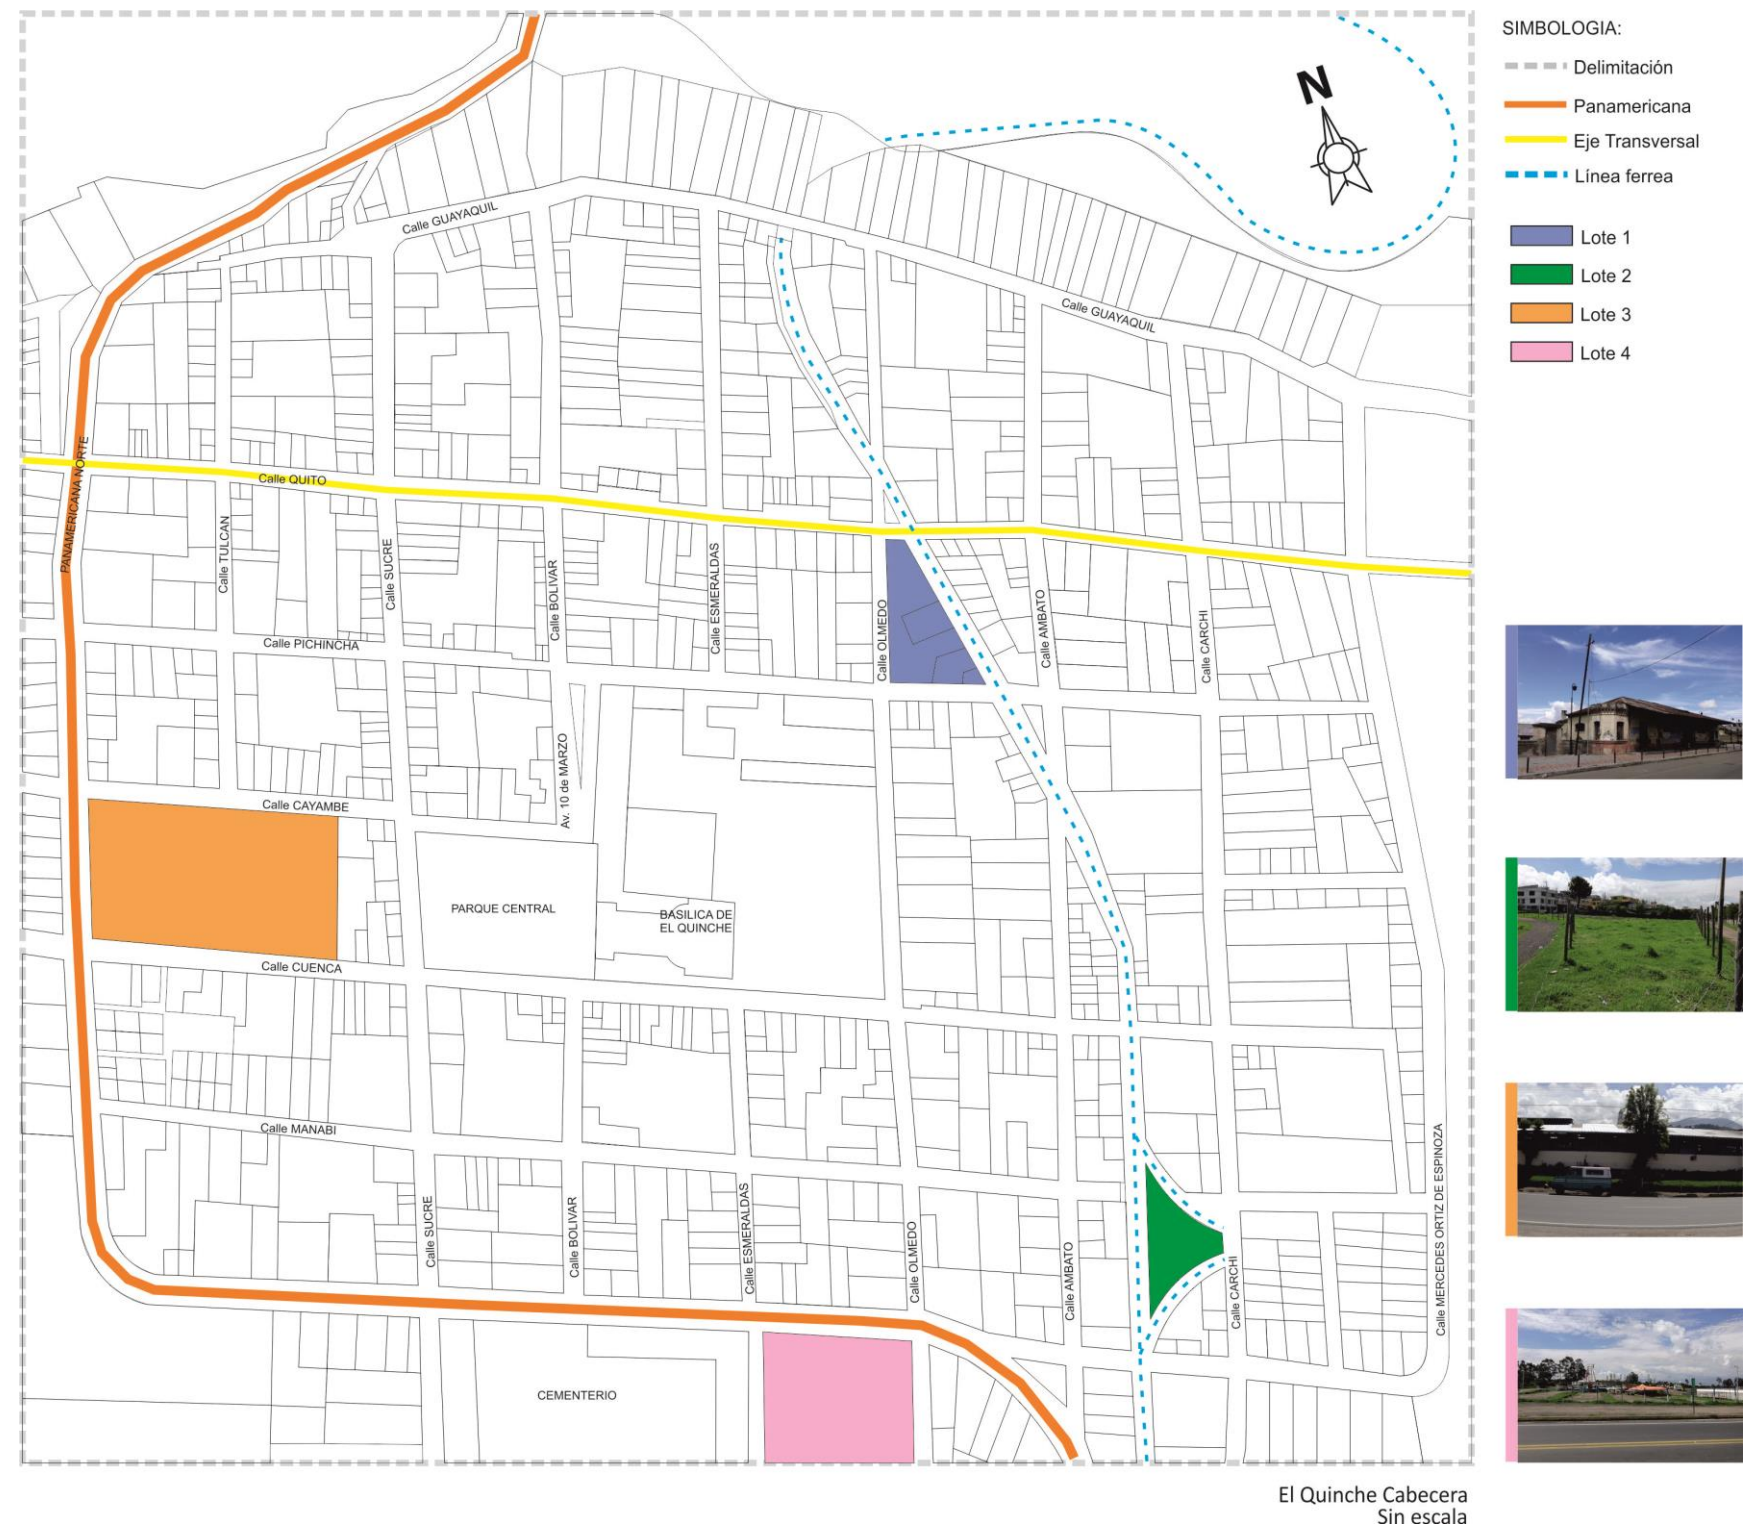 SIMBOLOGIA:
Delimitación
Panamericana
Eje Transversal
Línea ferrea
Lote 1
Lote 2
Lote 3
Lote 4
N
Calle GUAYAQUIL
Calle GUAYAQUIL
PANAMERICANA NORTE
Calle QUITO
Calle TULCAN
Calle SUCRE
Calle BOLIVAR
Calle ESMERALDAS
Calle OLMEDO
Calle AMBATO
Calle CARCHI
Calle PICHINCHA
Av. 10 de MARZO
Calle CAYAMBE
PARQUE CENTRAL
BASILICA DE
EL QUINCHE
Calle CUENCA
Calle MANABI
Calle SUCRE
Calle BOLIVAR
Calle ESMERALDAS
Calle OLMEDO
Calle AMBATO
Calle CARCHI
Calle MERCEDES ORTIZ DE ESPINOZA
CEMENTERIO
El Quinche Cabecera
Sin escala